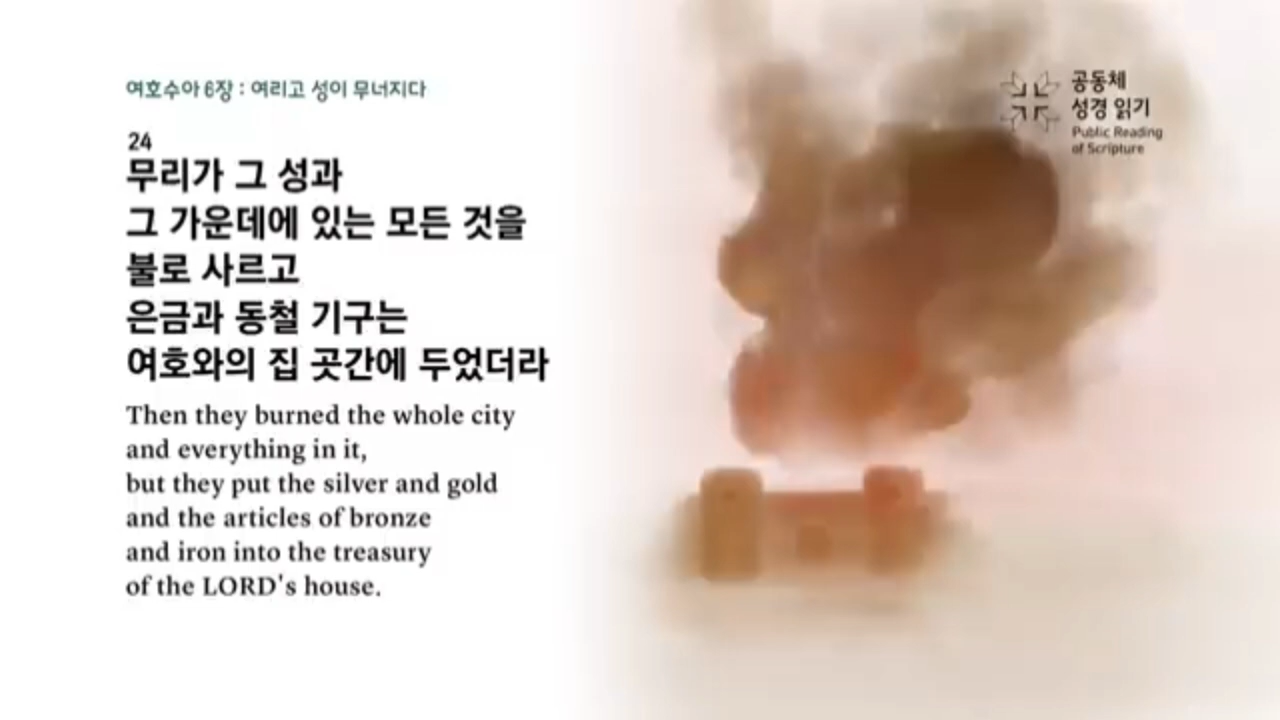 여호수아 6장 : 여리고 성이 무너지다
24
무리가 그 성과
그 가운데에 있는 모든 것을
불로 사르고
은금과 동철 기구는
여호와의 집 곳간에 두었더라
Then they burned the whole city
and everything in it,
but they put the silver and gold
and the articles of bronze
and iron into the treasury
of the LORD's house.
공동체
성경 읽기
Public Reading
of Scripture